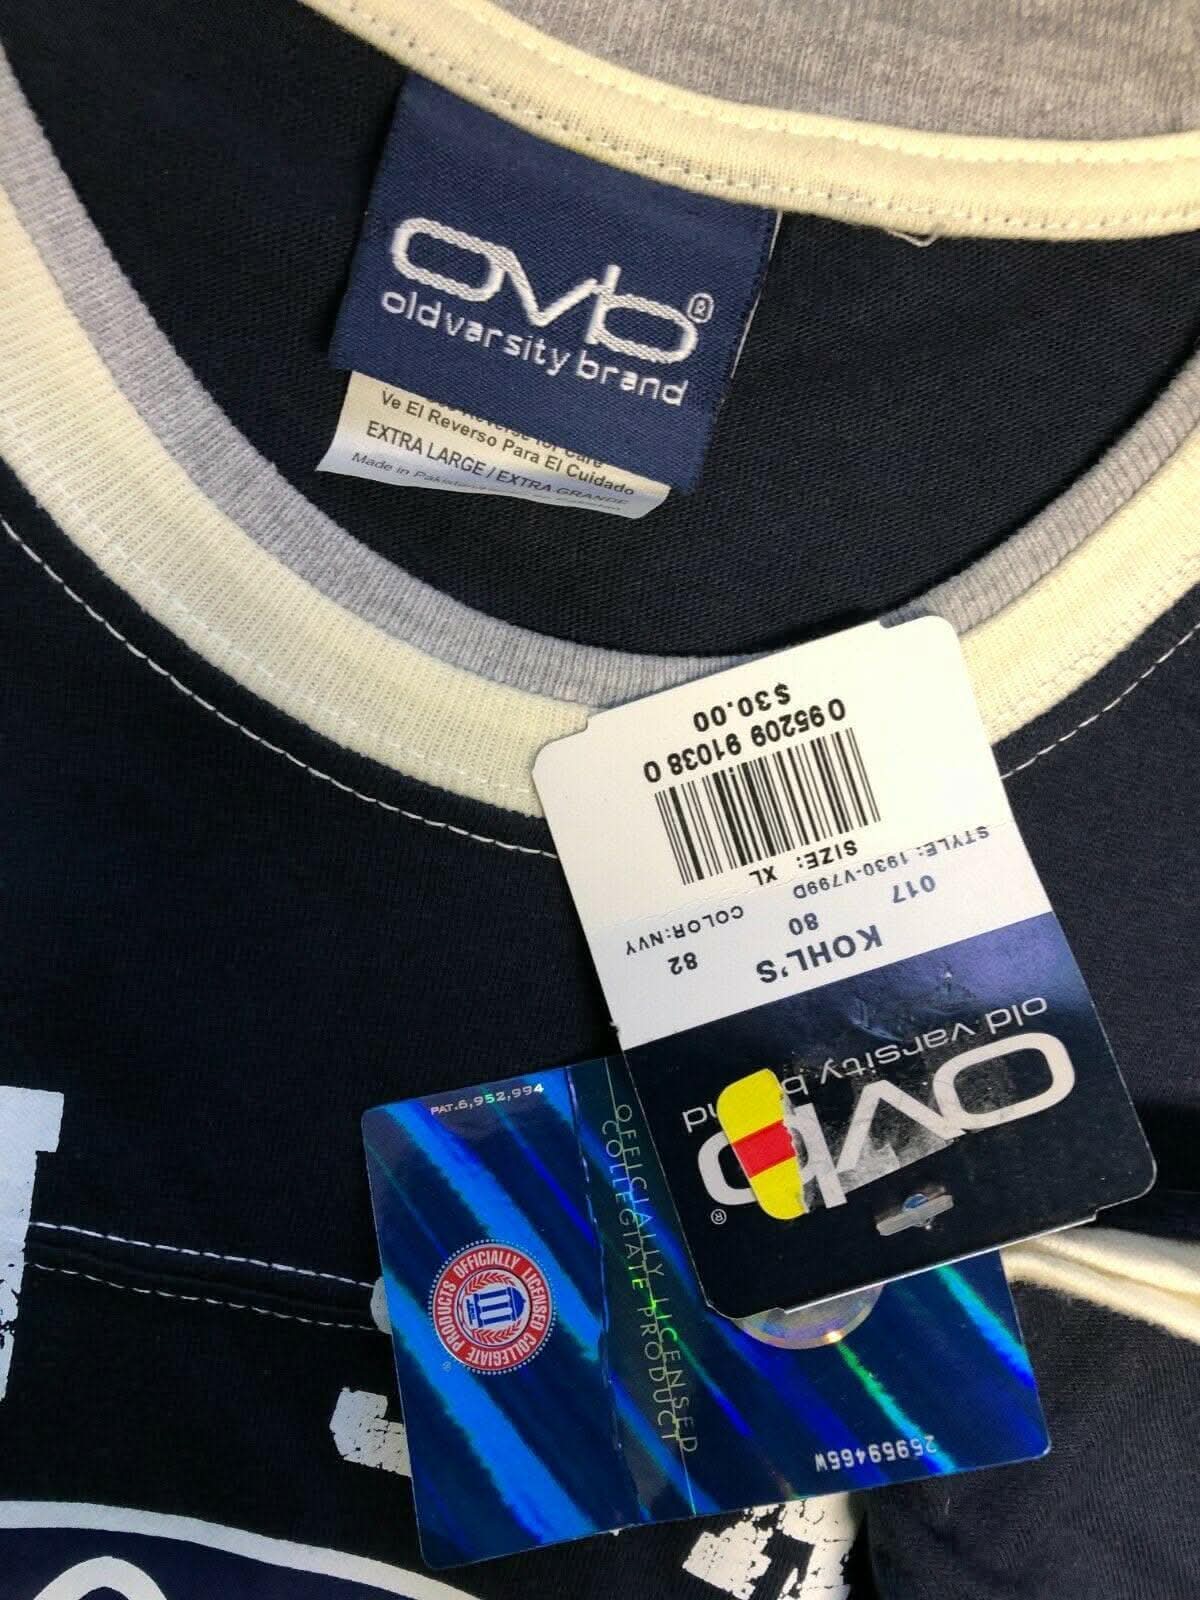 ovb®
old varsity brand
Ve El Reverso Para El Cuidado
EXTRA LARGE / EXTRA GRANDE
Made in
$30.00
0 95209 91038 0
SIZE: XL
STYLE: 1930-V799D
COLOR:NVY
017 80 82
KOHL'S
old varsity
ovb®
PAT.6,952,994
OFFICIALLY LICENSED
COLLEGIATE PRODUCT
OFFICIALLY LICENSED COLLEGIATE PRODUCTS
25959466W